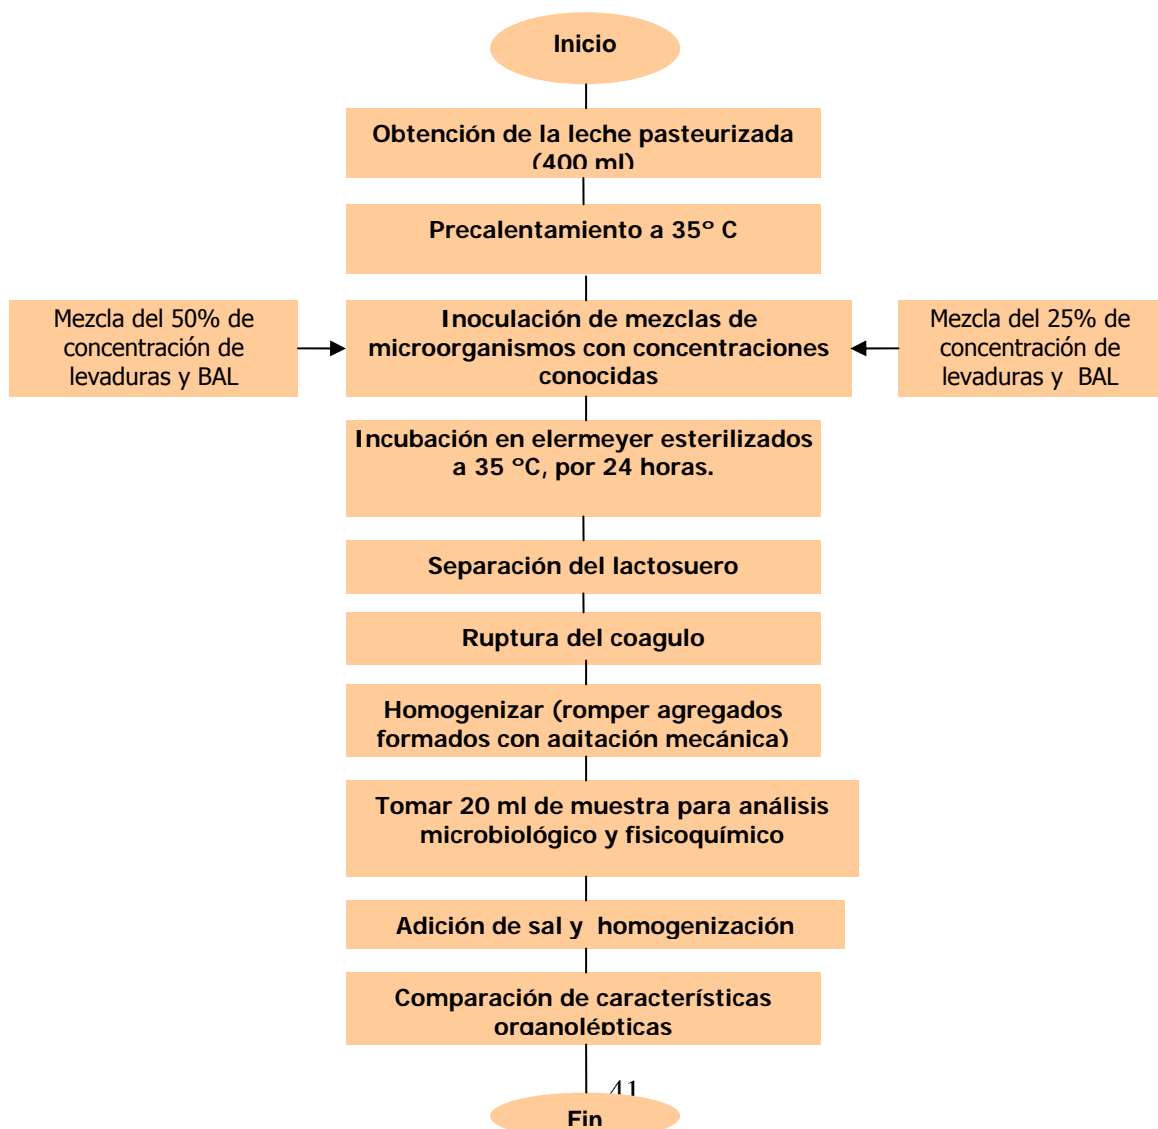 Inicio
Obtención de la leche pasteurizada
(400 ml)
Precalentamiento a 35º C
Mezcla del 50% de
concentración de
levaduras y BAL
Inoculación de mezclas de
microorganismos con concentraciones
conocidas
Mezcla del 25% de
concentración de
levaduras y BAL
Incubación en elermeyer esterilizados
a 35 ºC, por 24 horas.
Separación del lactosuero
Ruptura del coagulo
Homogenizar (romper agregados
formados con agitación mecánica)
Tomar 20 ml de muestra para análisis
microbiológico y fisicoquímico
Adición de sal y homogenización
Comparación de características
organolépticas
41
Fin